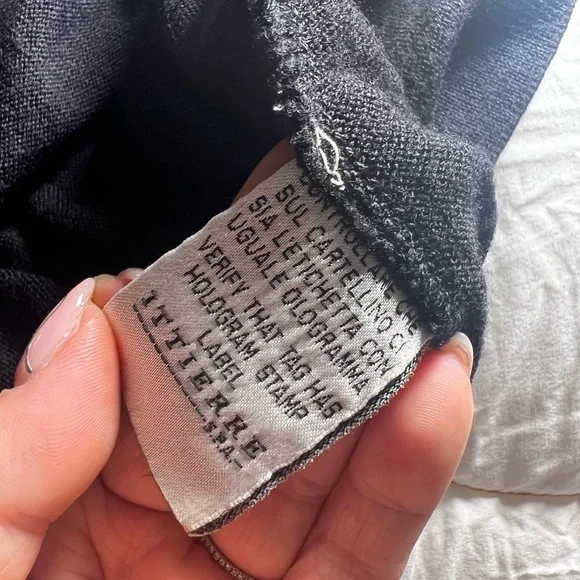 CONTROLLARE CHE
SUL CARTELLINO CI
SIA L'ETICHETTA CON
UGUALE OLOGRAMMA
VERIFY THAT TAG HAS
HOLOGRAM STAMP
LABEL
ITTIERRE
S.P.A.